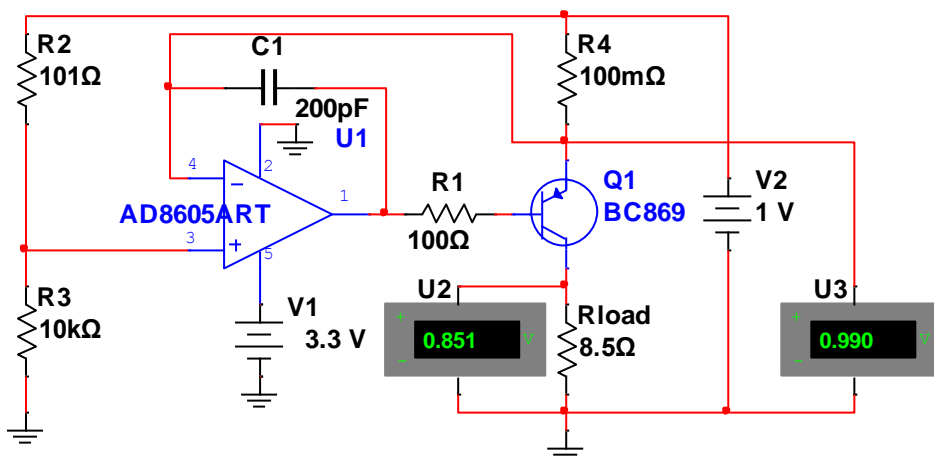 R2
101Ω
C1
200pF
R4
100mΩ
U1
4
2
1
AD8605ART
3
5
R1
100Ω
Q1
BC869
V2
1 V
R3
10kΩ
V1
3.3 V
U2
+
0.851
V
−
Rload
8.5Ω
U3
+
0.990
V
−